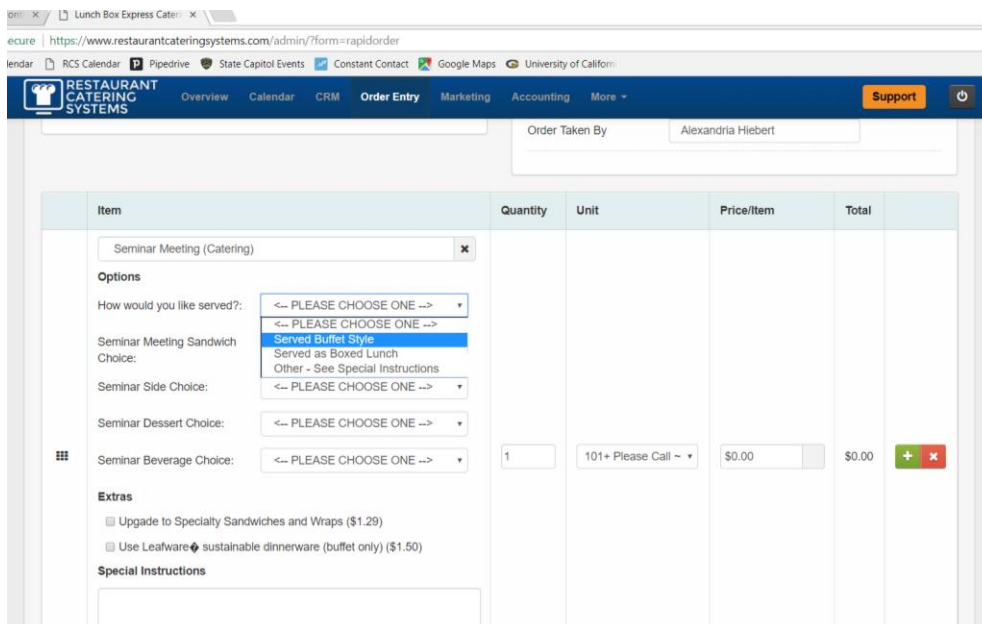 ont
Lunch Box Express Cateri
ecure | https://www.restaurantcateringsystems.com/admin/?form=rapidorder
lendar RCS Calendar Pipedrive State Capitol Events Constant Contact Google Maps University of Californi
RESTAURANT CATERING SYSTEMS
Overview Calendar CRM Order Entry Marketing Accounting More Support
Order Taken By Alexandria Hiebert
Item Quantity Unit Price/Item Total
Seminar Meeting (Catering)
Options
How would you like served?: <-- PLEASE CHOOSE ONE -->
<-- PLEASE CHOOSE ONE -->
Served Buffet Style
Served as Boxed Lunch
Other - See Special Instructions
Seminar Meeting Sandwich
Choice:
Seminar Side Choice: <-- PLEASE CHOOSE ONE -->
Seminar Dessert Choice: <-- PLEASE CHOOSE ONE -->
Seminar Beverage Choice: <-- PLEASE CHOOSE ONE --> 1 101+ Please Call ~ $0.00 $0.00
Extras
Upgade to Specialty Sandwiches and Wraps ($1.29)
Use Leafware� sustainable dinnerware (buffet only) ($1.50)
Special Instructions